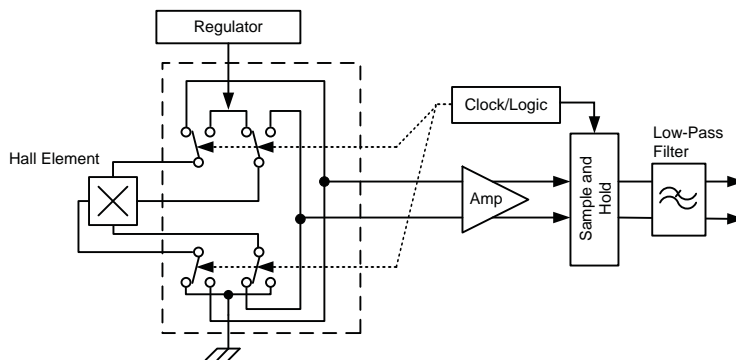 Regulator
Clock/Logic
Hall Element
Low-Pass
Filter
Amp
Sample and
Hold